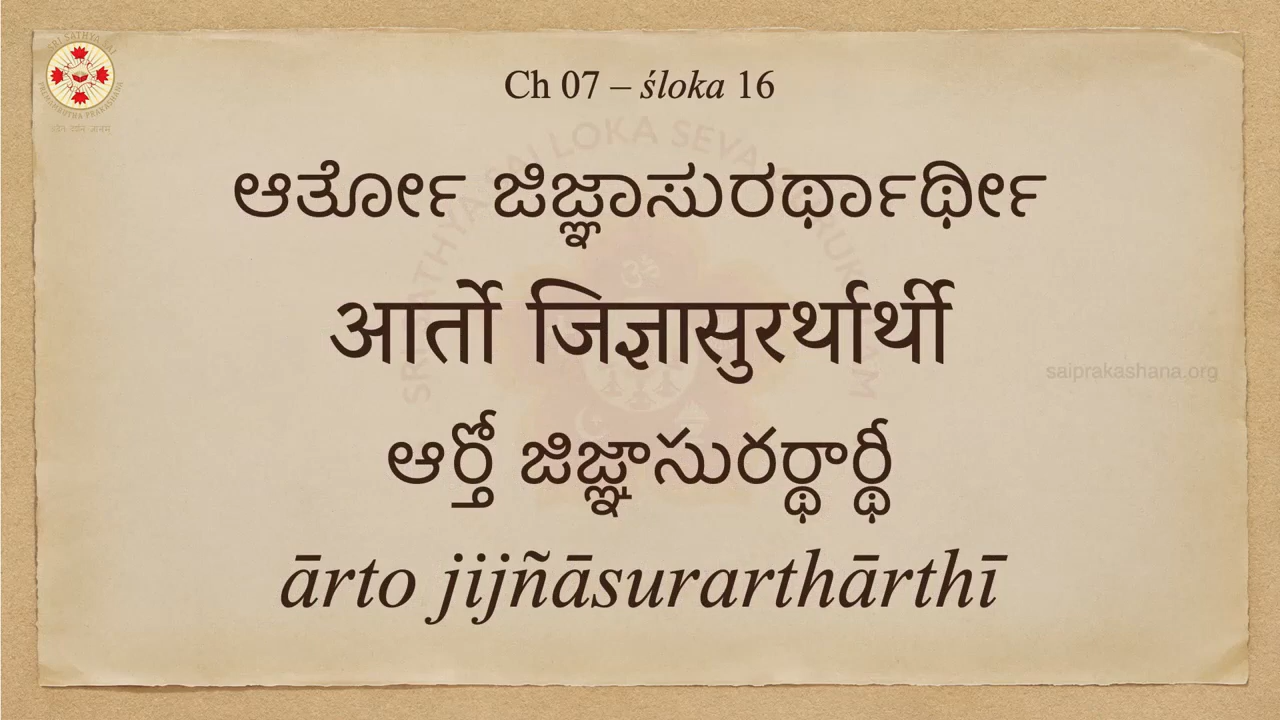 Ch 07 – śloka 16
ಆರ್ತೋ ಜಿಜ್ಞಾಸುರರ್ಥಾರ್ಥೀ
आर्तो जिज्ञासुरर्थार्थी
ఆర్తో జిజ్ఞాసురర్థార్థీ
ārto jijñāsurarthārthī
saiprakashana.org